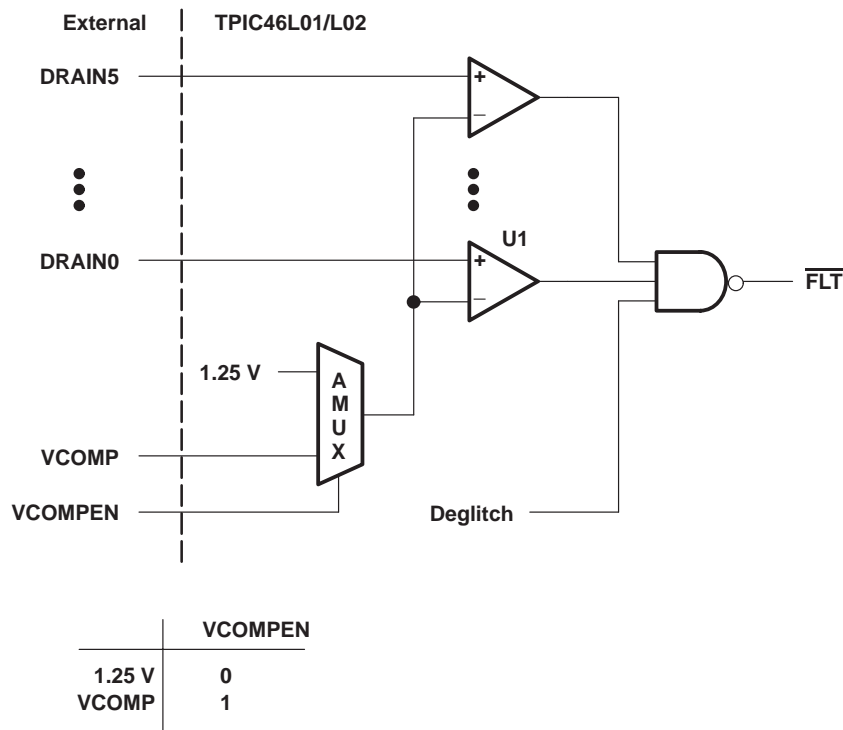 External TPIC46L01/L02
DRAIN5
+
–
U1
DRAIN0
+
–
FLT
1.25 V
A
M
U
X
VCOMP
VCOMPEN
Deglitch
VCOMPEN
1.25 V 0
VCOMP 1